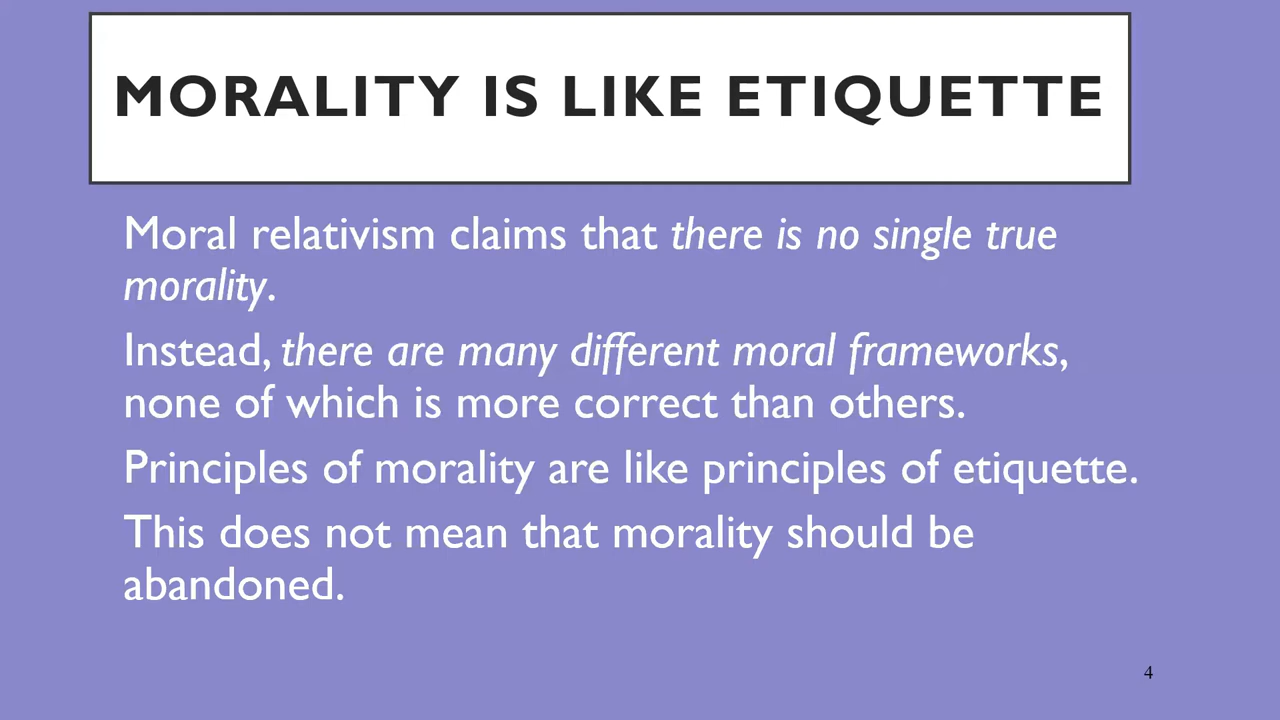 MORALITY IS LIKE ETIQUETTE
Moral relativism claims that there is no single true
morality.
Instead, there are many different moral frameworks,
none of which is more correct than others.
Principles of morality are like principles of etiquette.
This does not mean that morality should be
abandoned.
4